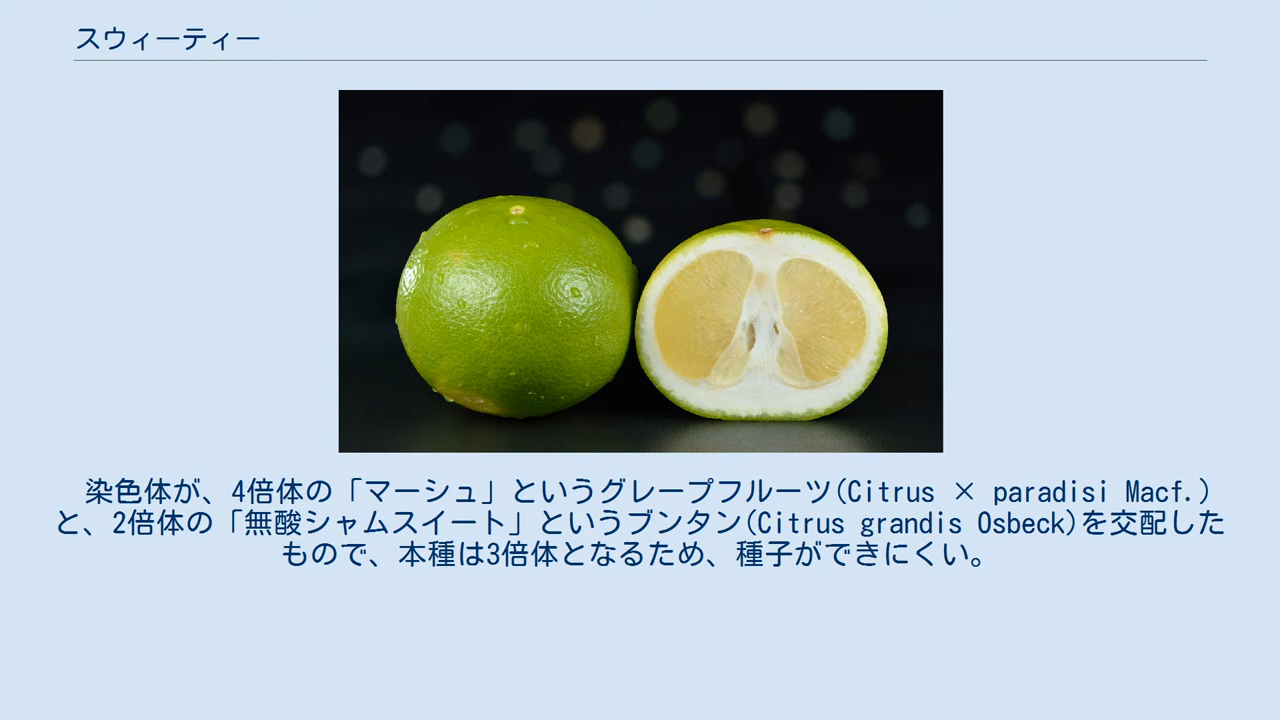 スウィーティー
染色体が、4倍体の「マーシュ」というグレープフルーツ(Citrus × paradisi Macf.)
と、2倍体の「無酸シャムスイート」というブンタン(Citrus grandis Osbeck)を交配した
もので、本種は3倍体となるため、種子ができにくい。